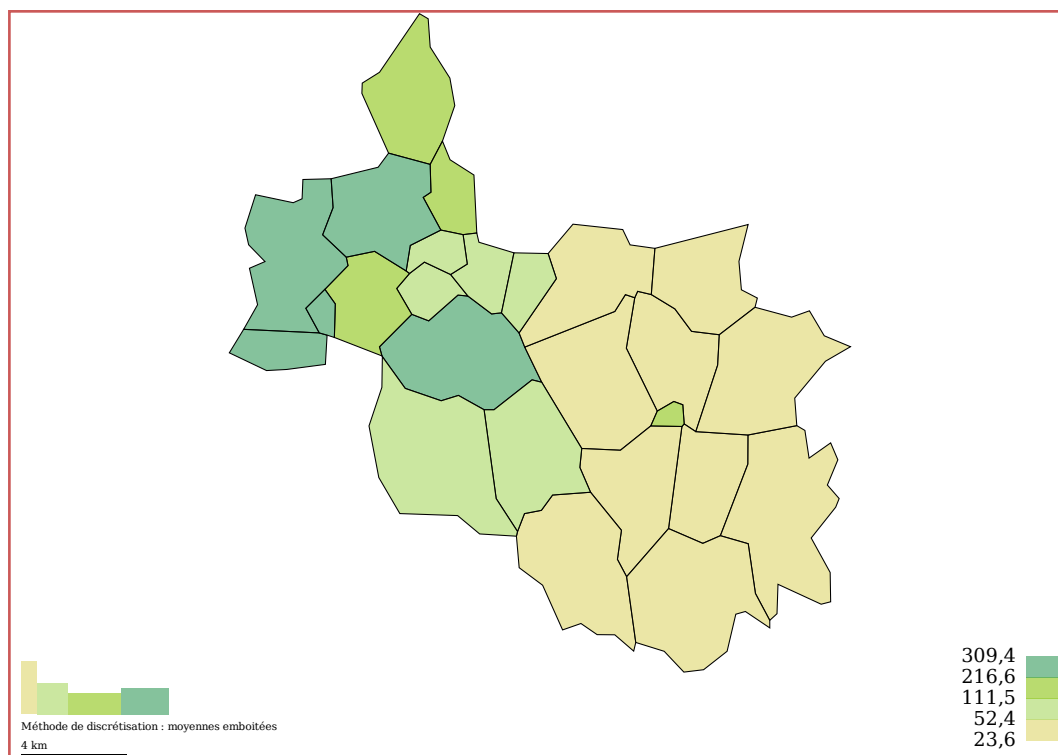 309,4
216,6
111,5
52,4
23,6
Méthode de discrétisation : moyennes emboitées
4 km